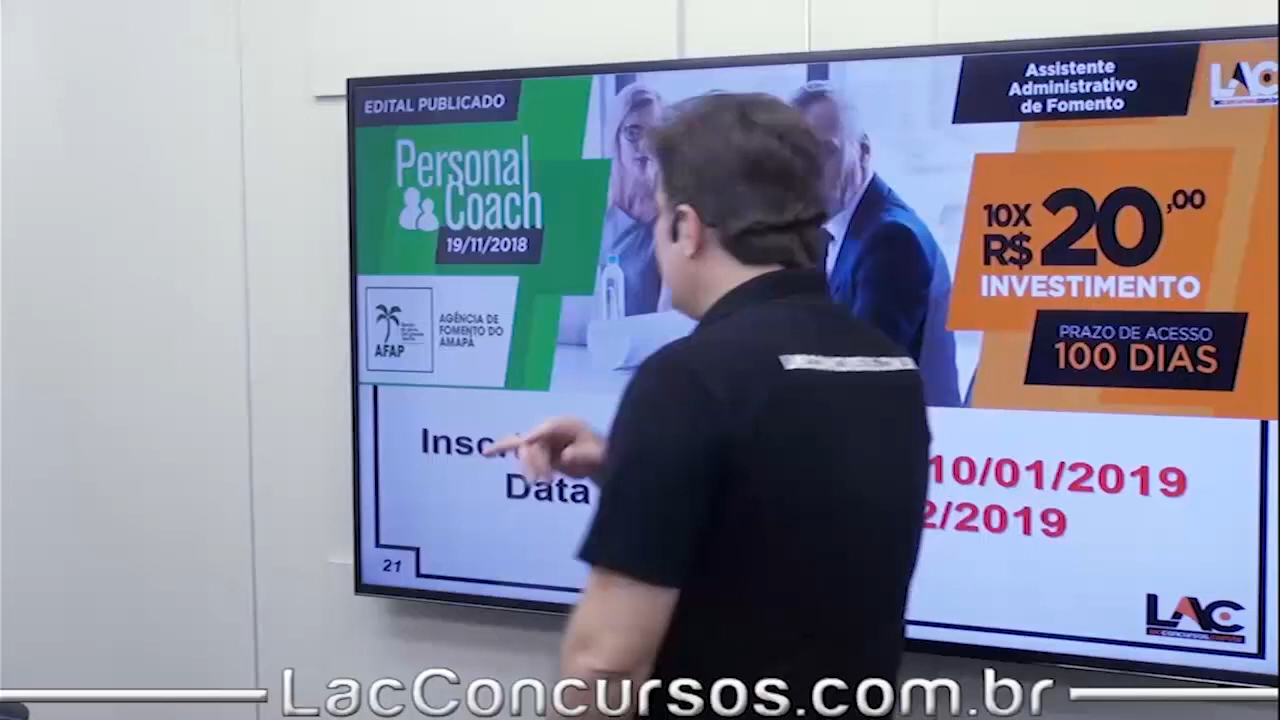 EDITAL PUBLICADO
Personal
Coach
19/11/2018
AFAP
AGÊNCIA DE
FOMENTO DO
AMAPÁ
Assistente
Administrativo
de Fomento
LAC
10X
R$ 20,00
INVESTIMENTO
PRAZO DE ACESSO
100 DIAS
10/01/2019
Data
2/2019
21
LAC
LacConcursos.com.br